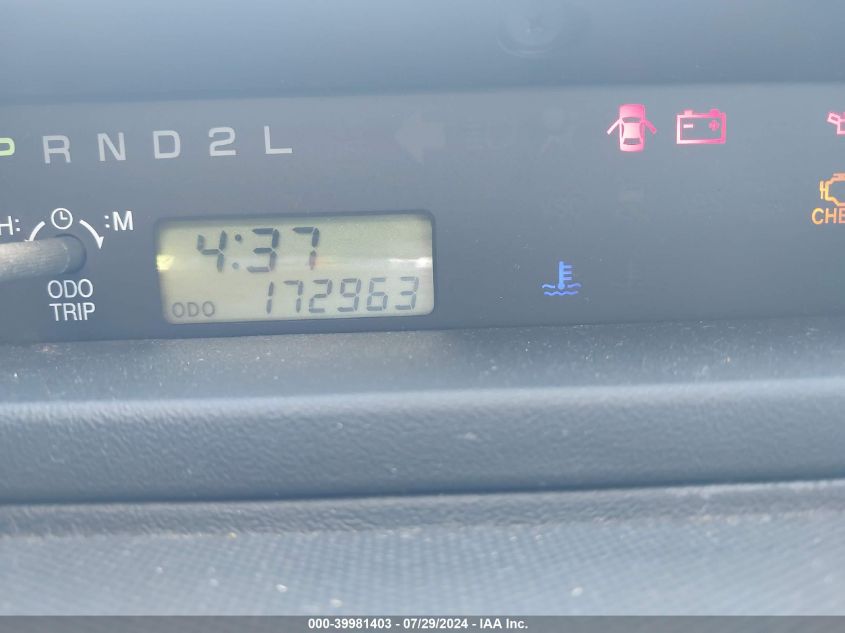 P R N D 2 L
H: :M
4:37
ODO 172963
ODO
TRIP
CHE
000-39981403 - 07/29/2024 - IAA Inc.